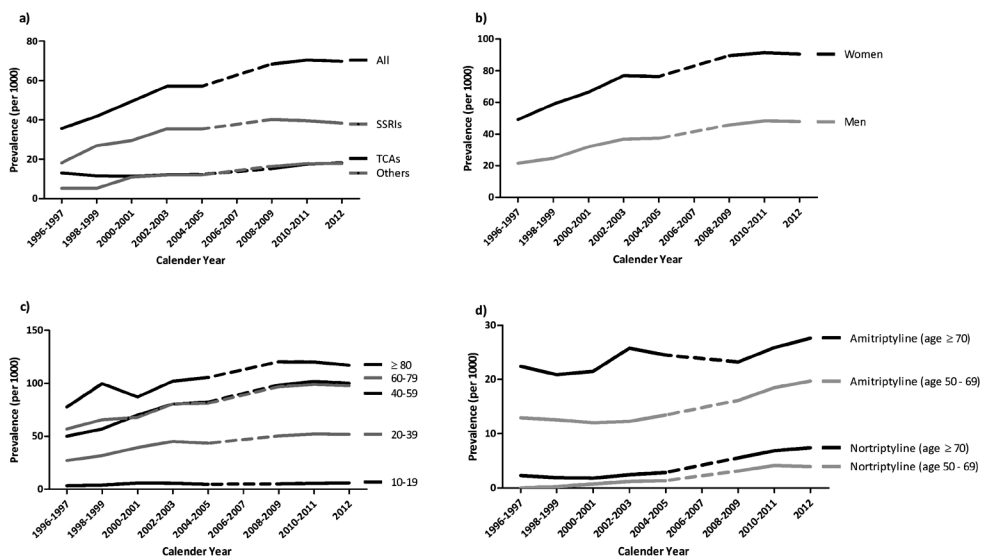 a)
Prevalence (per 1000)
80
60
40
20
0
All
SSRIs
TCAs
Others
1996-1997
1998-1999
2000-2001
2002-2003
2004-2005
2006-2007
2008-2009
2010-2011
2012
Calender Year
b)
Prevalence (per 1000)
100
80
60
40
20
0
Women
Men
1996-1997
1998-1999
2000-2001
2002-2003
2004-2005
2006-2007
2008-2009
2010-2011
2012
Calender Year
c)
Prevalence (per 1000)
150
100
50
0
≥ 80
60-79
40-59
20-39
10-19
1996-1997
1998-1999
2000-2001
2002-2003
2004-2005
2006-2007
2008-2009
2010-2011
2012
Calender Year
d)
Prevalence (per 1000)
30
20
10
0
Amitriptyline (age ≥ 70)
Amitriptyline (age 50 - 69)
Nortriptyline (age ≥ 70)
Nortriptyline (age 50 - 69)
1996-1997
1998-1999
2000-2001
2002-2003
2004-2005
2006-2007
2008-2009
2010-2011
2012
Calender Year